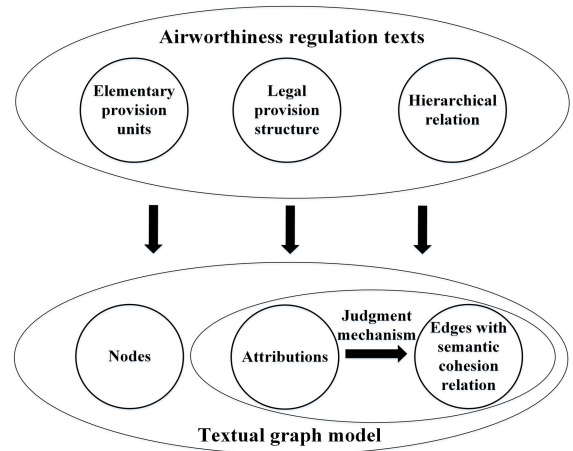 Airworthiness regulation texts
Elementary
provision
units
Legal
provision
structure
Hierarchical
relation
Nodes
Attributions
Judgment
mechanism
Edges with
semantic
cohesion
relation
Textual graph model